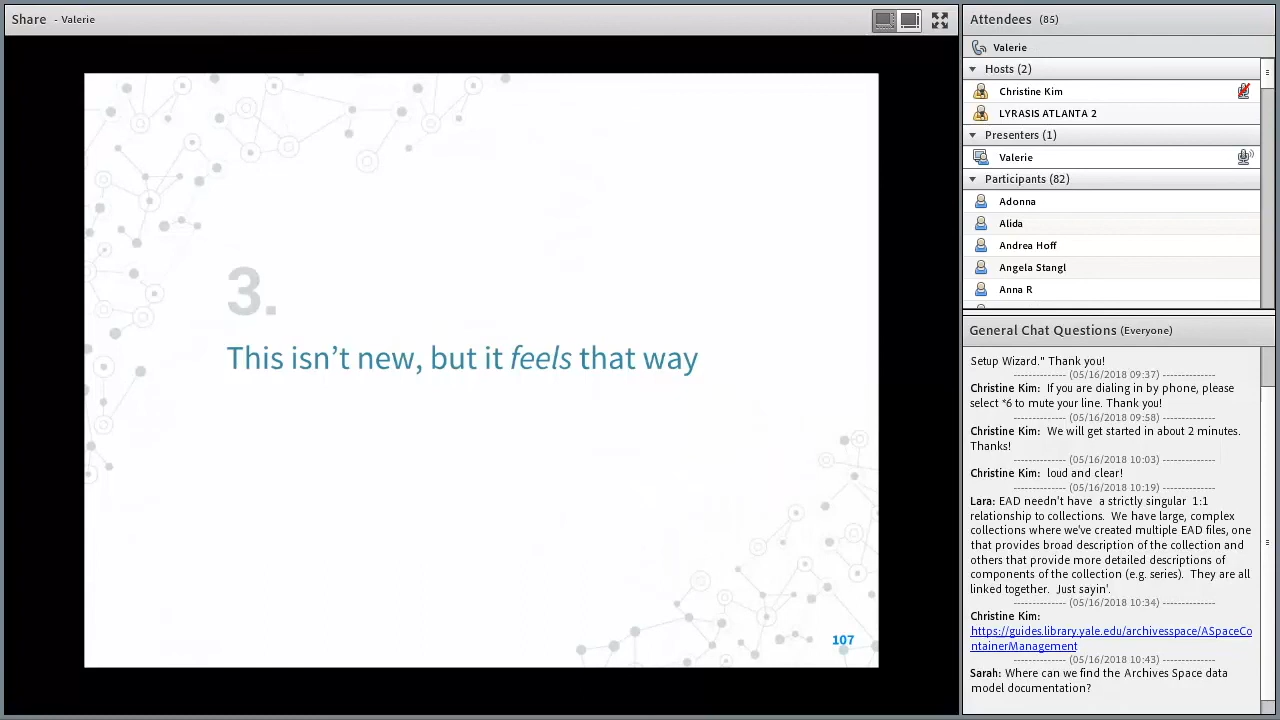 Share - Valerie
3.
This isn't new, but it feels that way
107
Attendees (85)
Valerie
Hosts (2)
Christine Kim
LYRASIS ATLANTA 2
Presenters (1)
Valerie
Participants (82)
Adonna
Alida
Andrea Hoff
Angela Stangl
Anna R
General Chat Questions (Everyone)
Setup Wizard." Thank you!
------------- (05/16/2018 09:37) -------------
Christine Kim: If you are dialing in by phone, please
select *6 to mute your line. Thank you!
------------- (05/16/2018 09:58) -------------
Christine Kim: We will get started in about 2 minutes.
Thanks!
------------- (05/16/2018 10:03) -------------
Christine Kim: loud and clear!
------------- (05/16/2018 10:19) -------------
Lara: EAD needn't have a strictly singular 1:1
relationship to collections. We have large, complex
collections where we've created multiple EAD files, one
that provides broad description of the collection and
others that provide more detailed descriptions of
components of the collection (e.g. series). They are all
linked together. Just sayin'.
------------- (05/16/2018 10:34) -------------
Christine Kim:
https://guides.library.yale.edu/archivesspace/ASpaceCo
ntainerManagement
------------- (05/16/2018 10:43) -------------
Sarah: Where can we find the Archives Space data
model documentation?